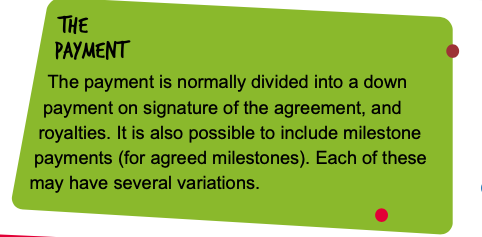 THE
PAYMENT
The payment is normally divided into a down
payment on signature of the agreement, and
royalties. It is also possible to include milestone
payments (for agreed milestones). Each of these
may have several variations.